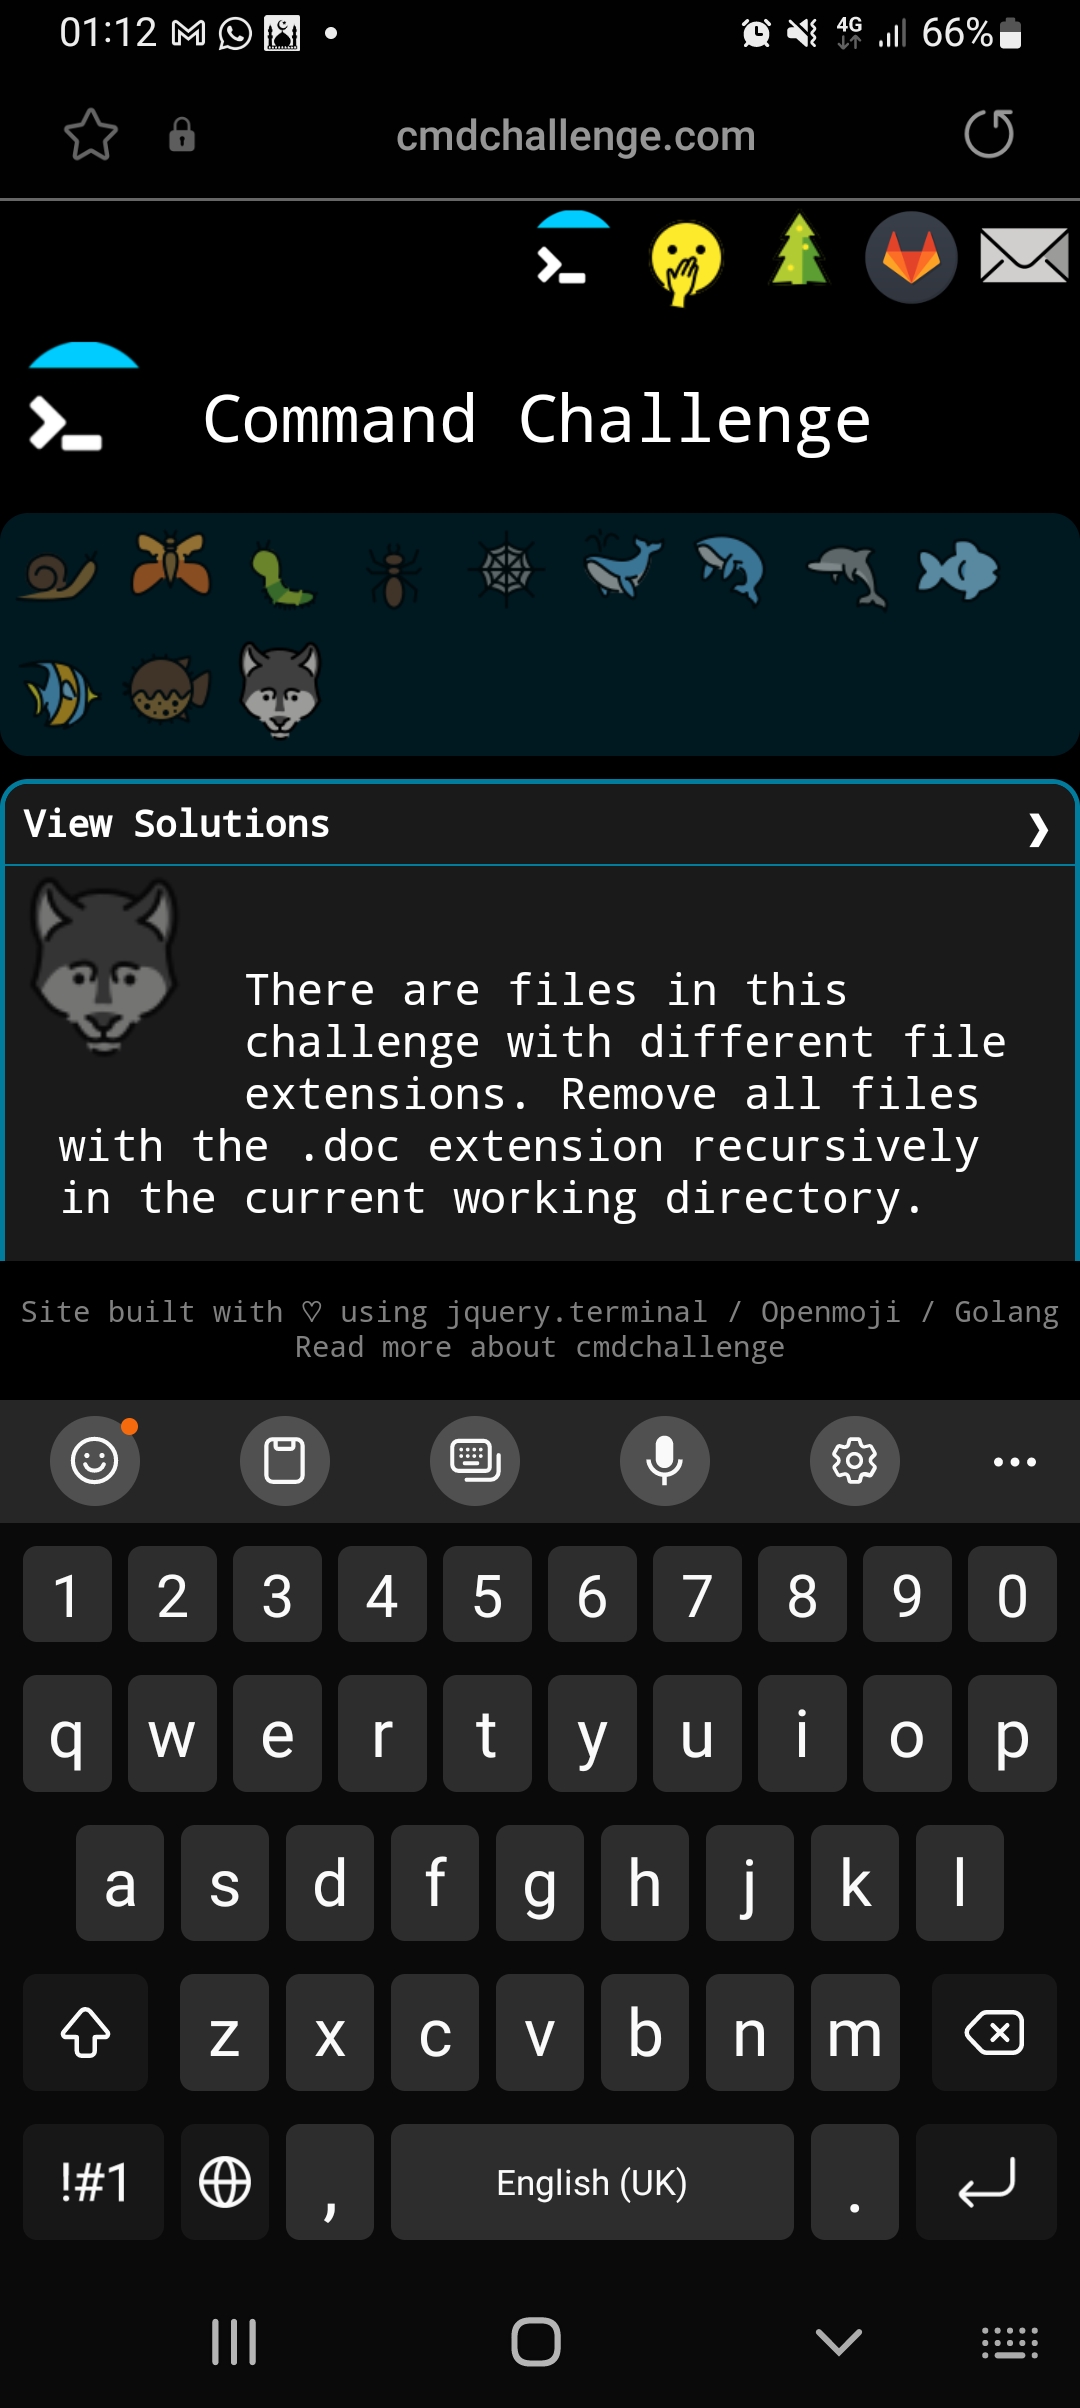 01:12
4G
66%
cmdchallenge.com
Command Challenge
View Solutions
There are files in this
challenge with different file
extensions. Remove all files
with the .doc extension recursively
in the current working directory.
Site built with ♡ using jquery.terminal / Openmoji / Golang
Read more about cmdchallenge
1 2 3 4 5 6 7 8 9 0
q w e r t y u i o p
a s d f g h j k l
z x c v b n m
!#1 , English (UK) .